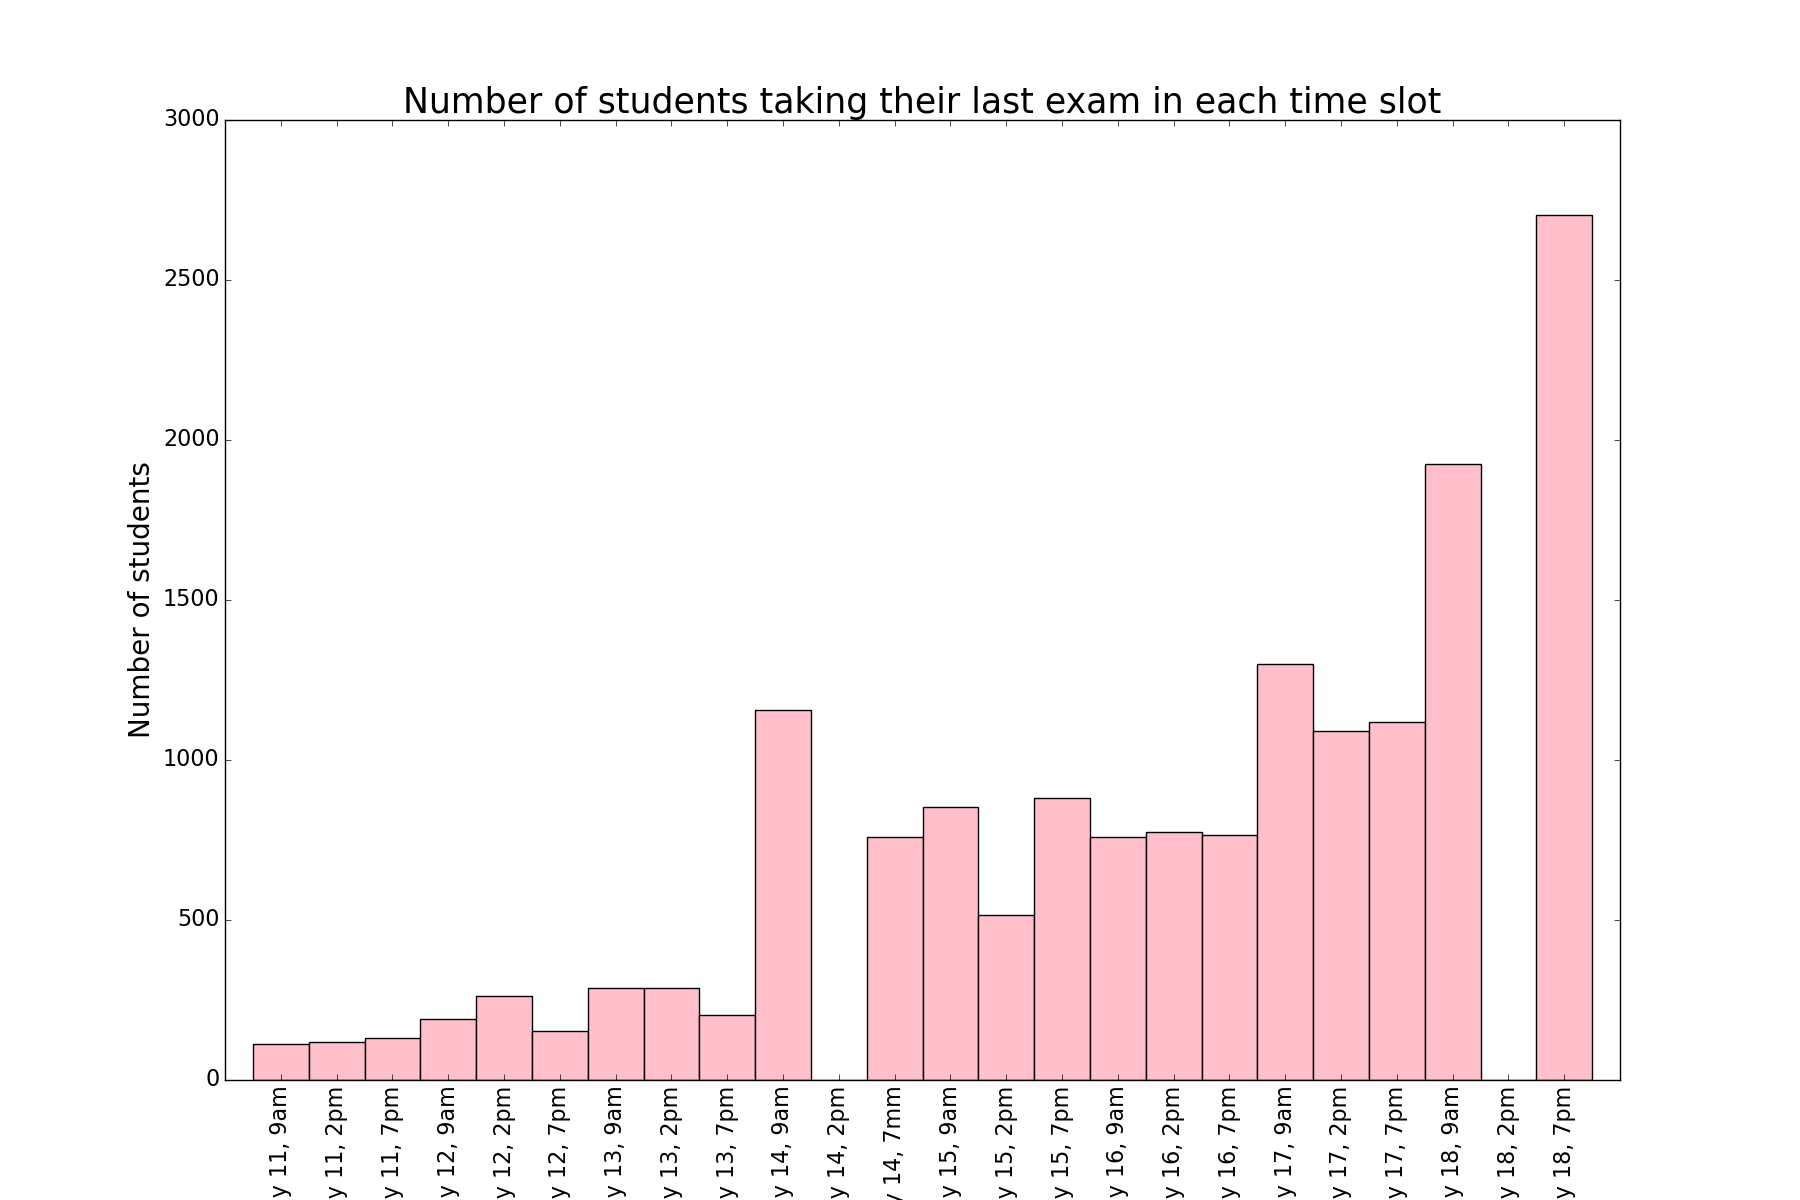 Number of students taking their last exam in each time slot
Number of students
3000
2500
2000
1500
1000
500
0
y 11, 9am
y 11, 2pm
y 11, 7pm
y 12, 9am
y 12, 2pm
y 12, 7pm
y 13, 9am
y 13, 2pm
y 13, 7pm
y 14, 9am
y 14, 2pm
y 14, 7mm
y 15, 9am
y 15, 2pm
y 15, 7pm
y 16, 9am
y 16, 2pm
y 16, 7pm
y 17, 9am
y 17, 2pm
y 17, 7pm
y 18, 9am
y 18, 2pm
y 18, 7pm